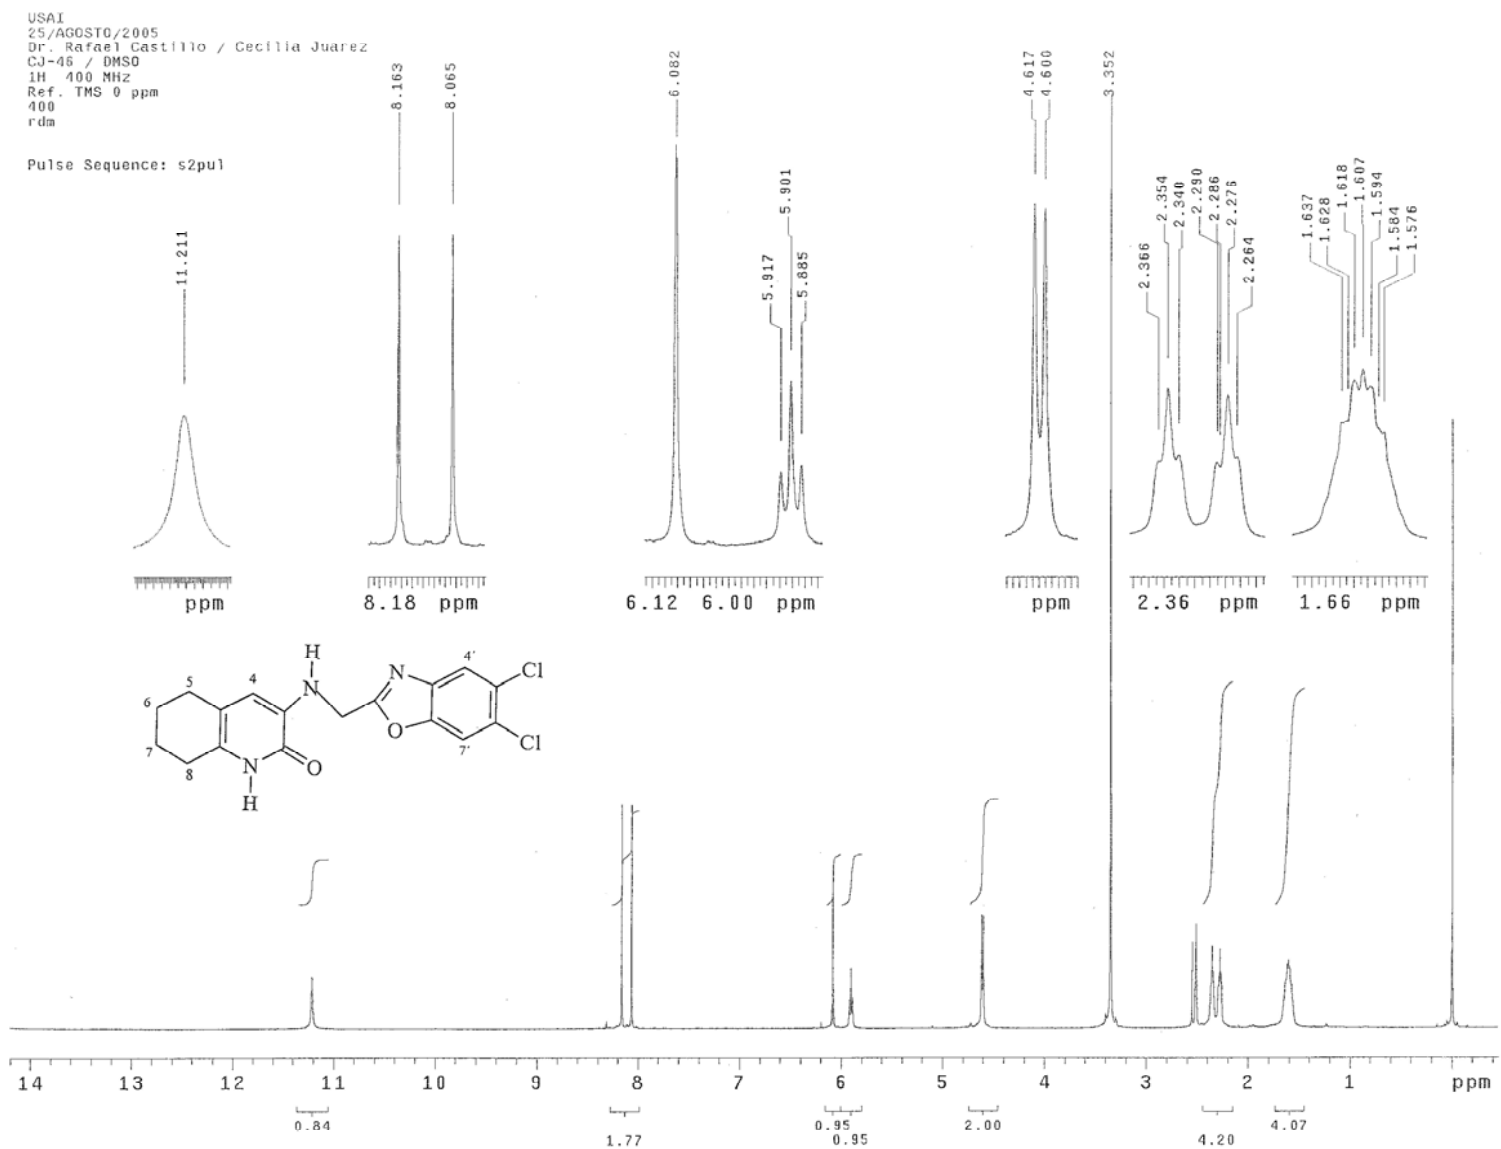 USAI
25/AGOSTO/2005
Dr. Rafael Castillo / Cecilia Juarez
CJ-46 / DMSO
1H 400 MHz
Ref. TMS 0 ppm
400
rdm
Pulse Sequence: s2pul
11.211
8.163
8.065
6.082
5.917
5.901
5.885
4.617
4.600
3.352
2.366
2.354
2.340
2.290
2.286
2.276
2.264
1.637
1.628
1.618
1.607
1.594
1.584
1.576
ppm
8.18 ppm
6.12 6.00 ppm
ppm
2.36 ppm
1.66 ppm
H
N
N
O
4'
Cl
Cl
7'
5
4
6
7
8
N
H
O
14 13 12 11 10 9 8 7 6 5 4 3 2 1 ppm
0.84
1.77
0.95
0.95
2.00
4.20
4.07